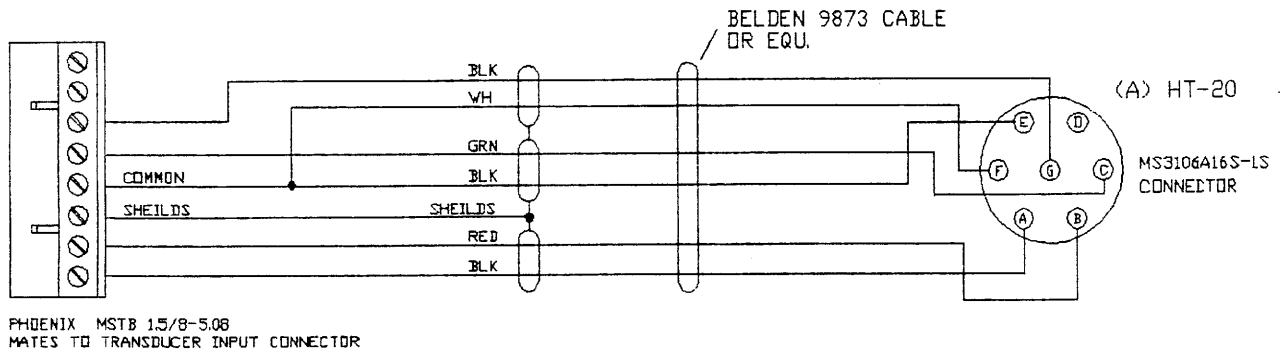 BELDEN 9873 CABLE
OR EQU.
BLK
WH
(A) HT-20
E
D
GRN
COMMON
BLK
F
G
C
MS3106A16S-1S
CONNECTOR
SHEILDS
SHEILDS
A
B
RED
BLK
PHOENIX MSTB 1.5/8-5.08
MATES TO TRANSDUCER INPUT CONNECTOR